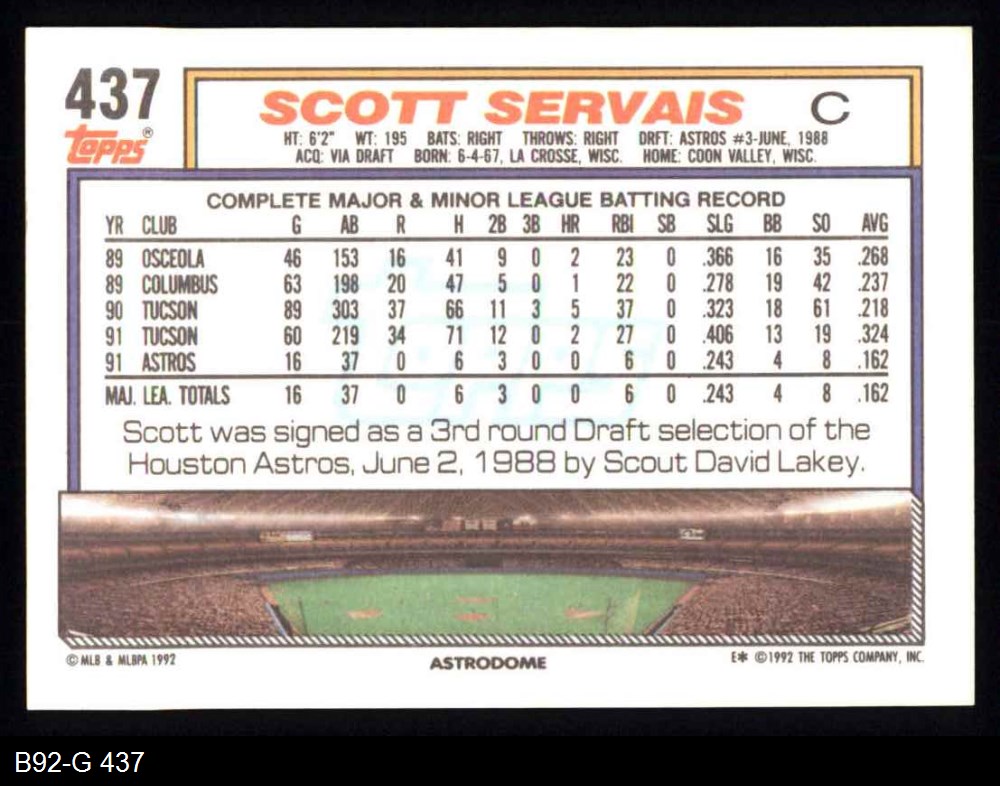 437
Topps®
SCOTT SERVAIS C
HT: 6'2" WT: 195 BATS: RIGHT THROWS: RIGHT DRFT: ASTROS #3-JUNE, 1988
ACQ: VIA DRAFT BORN: 6-4-67, LA CROSSE, WISC. HOME: COON VALLEY, WISC.
COMPLETE MAJOR & MINOR LEAGUE BATTING RECORD
YR CLUB G AB R H 2B 3B HR RBI SB SLG BB SO AVG
89 OSCEOLA 46 153 16 41 9 0 2 23 0 .366 16 35 .268
89 COLUMBUS 63 198 20 47 5 0 1 22 0 .278 19 42 .237
90 TUCSON 89 303 37 66 11 3 5 37 0 .323 18 61 .218
91 TUCSON 60 219 34 71 12 0 2 27 0 .406 13 19 .324
91 ASTROS 16 37 0 6 3 0 0 6 0 .243 4 8 .162
MAJ. LEA. TOTALS 16 37 0 6 3 0 0 6 0 .243 4 8 .162
Scott was signed as a 3rd round Draft selection of the
Houston Astros, June 2, 1988 by Scout David Lakey.
© MLB & MLBPA 1992
ASTRODOME
E* ©1992 THE TOPPS COMPANY, INC.
B92-G 437